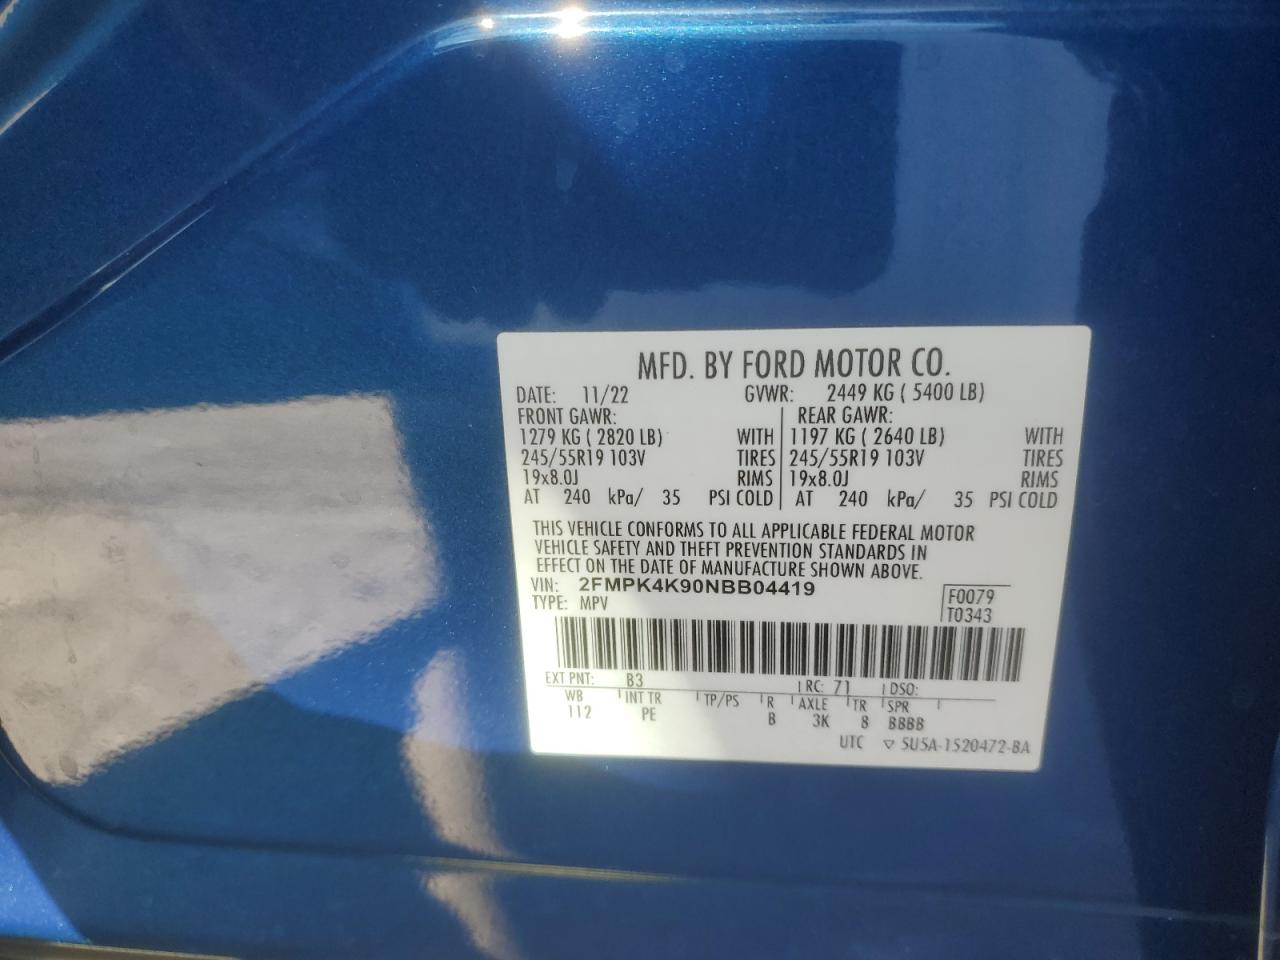 MFD. BY FORD MOTOR CO.
DATE: 11/22 GVWR: 2449 KG ( 5400 LB)
FRONT GAWR: REAR GAWR:
1279 KG ( 2820 LB) WITH 1197 KG ( 2640 LB) WITH
245/55R19 103V TIRES 245/55R19 103V TIRES
19x8.0J RIMS 19x8.0J RIMS
AT 240 kPa/ 35 PSI COLD AT 240 kPa/ 35 PSI COLD
THIS VEHICLE CONFORMS TO ALL APPLICABLE FEDERAL MOTOR
VEHICLE SAFETY AND THEFT PREVENTION STANDARDS IN
EFFECT ON THE DATE OF MANUFACTURE SHOWN ABOVE.
VIN: 2FMPK4K90NBB04419
TYPE: MPV
F0079
T0343
EXT PNT: B3 RC: 71 DSO:
WB INT TR TP/PS R AXLE TR SPR
112 PE B 3K 8 BBBB
UTC ▽ 5U5A-1520472-BA